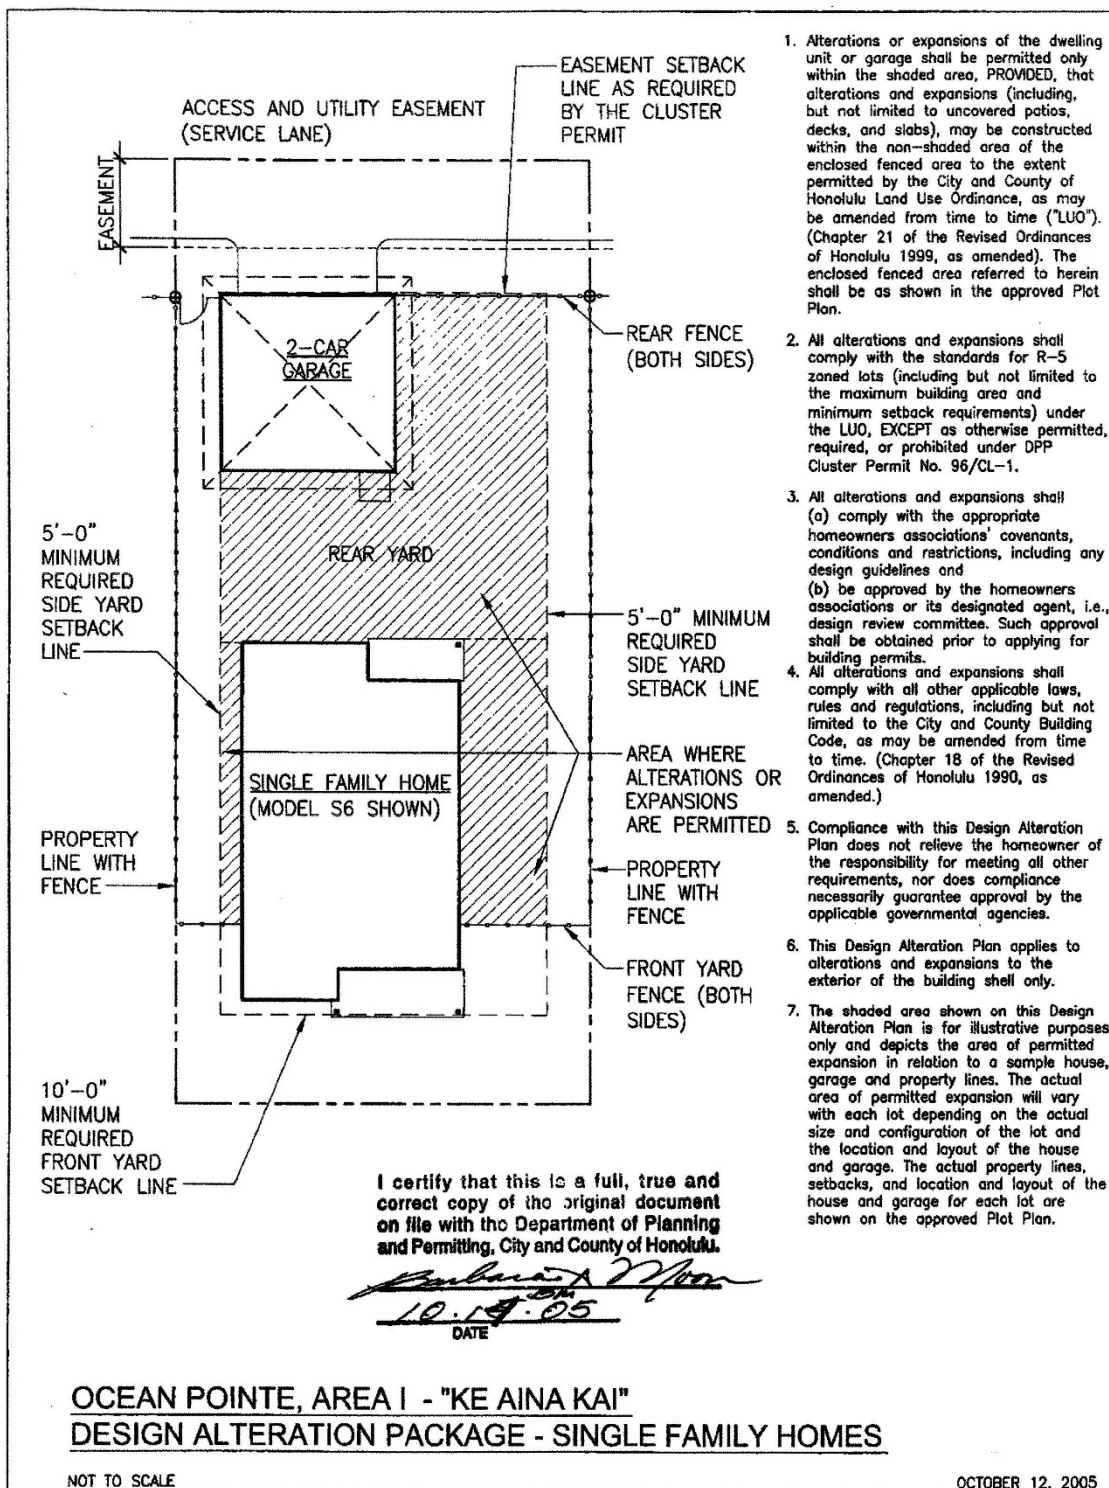 EASEMENT SETBACK
LINE AS REQUIRED
BY THE CLUSTER
PERMIT
ACCESS AND UTILITY EASEMENT
(SERVICE LANE)
EASEMENT
2-CAR
GARAGE
REAR FENCE
(BOTH SIDES)
REAR YARD
5'-0"
MINIMUM
REQUIRED
SIDE YARD
SETBACK
LINE
5'-0" MINIMUM
REQUIRED
SIDE YARD
SETBACK LINE
SINGLE FAMILY HOME
(MODEL S6 SHOWN)
AREA WHERE
ALTERATIONS OR
EXPANSIONS
ARE PERMITTED
PROPERTY
LINE WITH
FENCE
PROPERTY
LINE WITH
FENCE
FRONT YARD
FENCE (BOTH
SIDES)
10'-0"
MINIMUM
REQUIRED
FRONT YARD
SETBACK LINE
1. Alterations or expansions of the dwelling
unit or garage shall be permitted only
within the shaded area, PROVIDED, that
alterations and expansions (including,
but not limited to uncovered patios,
decks, and slabs), may be constructed
within the non-shaded area of the
enclosed fenced area to the extent
permitted by the City and County of
Honolulu Land Use Ordinance, as may
be amended from time to time ("LUO").
(Chapter 21 of the Revised Ordinances
of Honolulu 1999, as amended). The
enclosed fenced area referred to herein
shall be as shown in the approved Plot
Plan.
2. All alterations and expansions shall
comply with the standards for R-5
zoned lots (including but not limited to
the maximum building area and
minimum setback requirements) under
the LUO, EXCEPT as otherwise permitted,
required, or prohibited under DPP
Cluster Permit No. 96/CL-1.
3. All alterations and expansions shall
(a) comply with the appropriate
homeowners associations' covenants,
conditions and restrictions, including any
design guidelines and
(b) be approved by the homeowners
associations or its designated agent, i.e.,
design review committee. Such approval
shall be obtained prior to applying for
building permits.
4. All alterations and expansions shall
comply with all other applicable laws,
rules and regulations, including but not
limited to the City and County Building
Code, as may be amended from time
to time. (Chapter 18 of the Revised
Ordinances of Honolulu 1990, as
amended.)
5. Compliance with this Design Alteration
Plan does not relieve the homeowner of
the responsibility for meeting all other
requirements, nor does compliance
necessarily guarantee approval by the
applicable governmental agencies.
6. This Design Alteration Plan applies to
alterations and expansions to the
exterior of the building shell only.
7. The shaded area shown on this Design
Alteration Plan is for illustrative purposes
only and depicts the area of permitted
expansion in relation to a sample house,
garage and property lines. The actual
area of permitted expansion will vary
with each lot depending on the actual
size and configuration of the lot and
the location and layout of the house
and garage. The actual property lines,
setbacks, and location and layout of the
house and garage for each lot are
shown on the approved Plot Plan.
I certify that this is a full, true and
correct copy of the original document
on file with the Department of Planning
and Permitting, City and County of Honolulu.
Barbara Moon
DATE
OCEAN POINTE, AREA I - "KE AINA KAI"
DESIGN ALTERATION PACKAGE - SINGLE FAMILY HOMES
NOT TO SCALE
OCTOBER 12, 2005